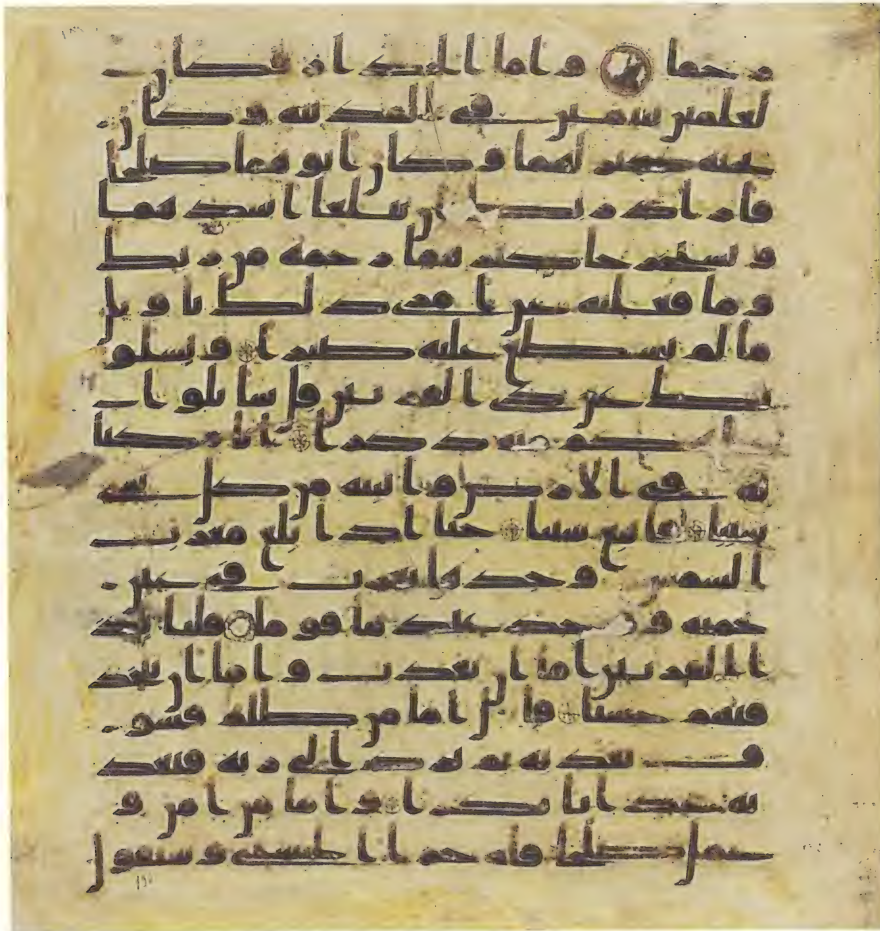 رحما واما الجدار فكان
لغلمين يتيمين في المدينة وكان
تحته كنز لهما وكان ابوهما صلحا
فاراد ربك ان يبلغا اشدهما
ويستخرجا كنزهما رحمة من ربك
وما فعلته عن امري ذلك تاويل
ما لم تسطع عليه صبرا ويسلو
نك عن ذي القرنين قل ساتلوا
عليكم منه ذكرا انا مكنا
له في الارض واتينه من كل شي
سببا فاتبع سببا حتا اذا بلغ مغرب
الشمس وجدها تغرب في عين
حمية ووجد عندها قوما قلنا يذ
ا القرنين اما ان تعذب واما ان تتخذ
فيهم حسنا قال اما من ظلم فسو
ف نعذبه ثم يرد الى ربه فيعذ
به عذابا نكرا واما من امن و
عمل صلحا فله جزا الحسنى وسنقول